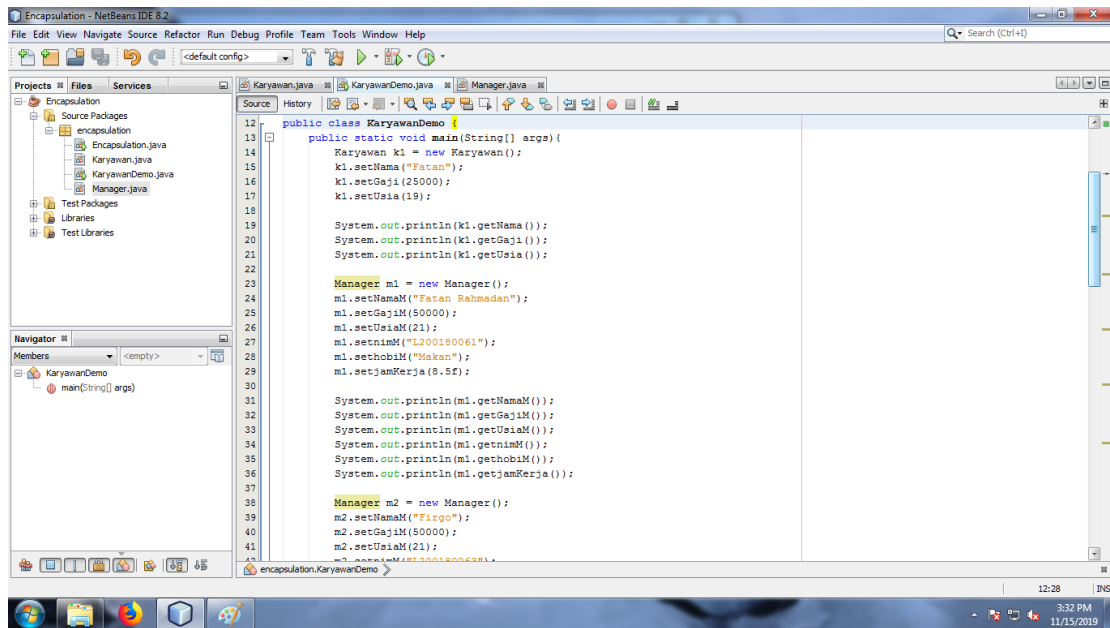 Encapsulation - NetBeans IDE 8.2
File Edit View Navigate Source Refactor Run Debug Profile Team Tools Window Help
Search (Ctrl+I)
<default config>
Projects Files Services
Encapsulation
Source Packages
encapsulation
Encapsulation.java
Karyawan.java
KaryawanDemo.java
Manager.java
Test Packages
Libraries
Test Libraries
Navigator
Members <empty>
KaryawanDemo
main(String[] args)
Karyawan.java KaryawanDemo.java Manager.java
Source History
12 public class KaryawanDemo {
13 public static void main(String[] args){
14 Karyawan k1 = new Karyawan();
15 k1.setNama("Fatan");
16 k1.setGaji(25000);
17 k1.setUsia(19);
18
19 System.out.println(k1.getNama());
20 System.out.println(k1.getGaji());
21 System.out.println(k1.getUsia());
22
23 Manager m1 = new Manager();
24 m1.setNamaM("Fatan Rahmadan");
25 m1.setGajiM(50000);
26 m1.setUsiaM(21);
27 m1.setnimM("L200180061");
28 m1.sethobiM("Makan");
29 m1.setjamKerja(8.5f);
30
31 System.out.println(m1.getNamaM());
32 System.out.println(m1.getGajiM());
33 System.out.println(m1.getUsiaM());
34 System.out.println(m1.getnimM());
35 System.out.println(m1.gethobiM());
36 System.out.println(m1.getjamKerja());
37
38 Manager m2 = new Manager();
39 m2.setNamaM("Firgo");
40 m2.setGajiM(50000);
41 m2.setUsiaM(21);
42 m2.setnimM("L200180063");
encapsulation.KaryawanDemo
12:28 INS
3:32 PM
11/15/2019